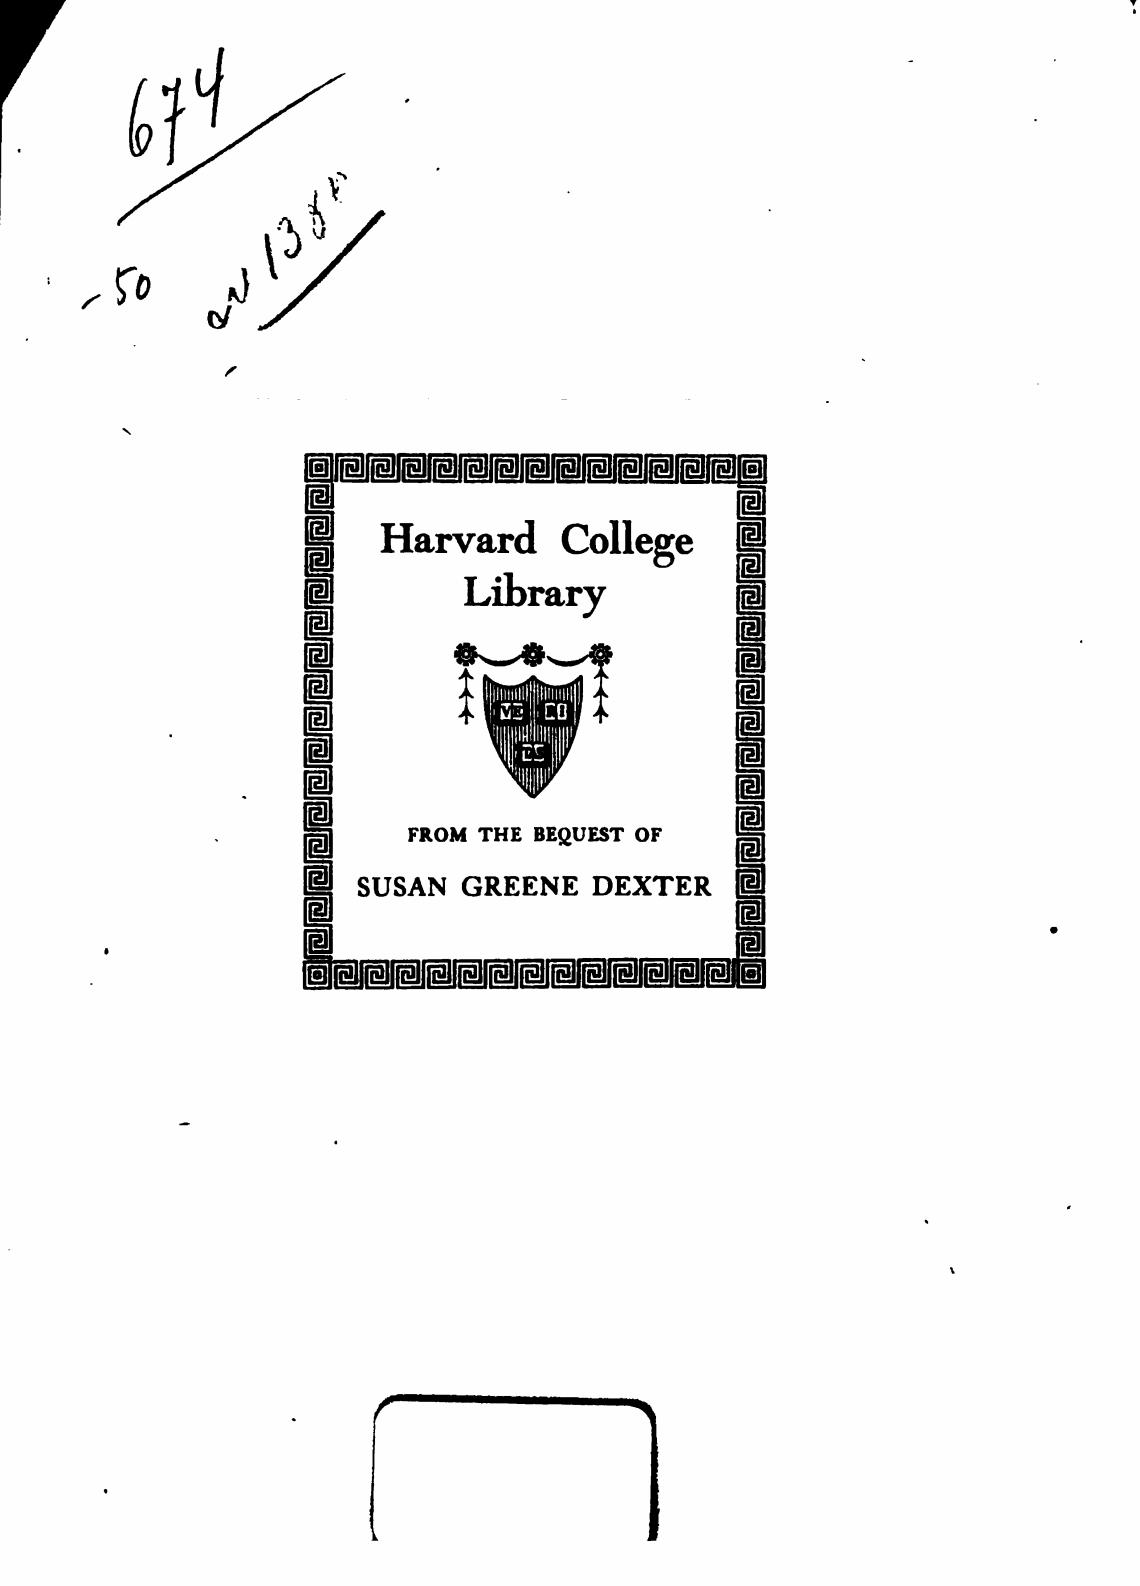 674
-50
Harvard College
Library
VE RI
TAS
FROM THE BEQUEST OF
SUSAN GREENE DEXTER